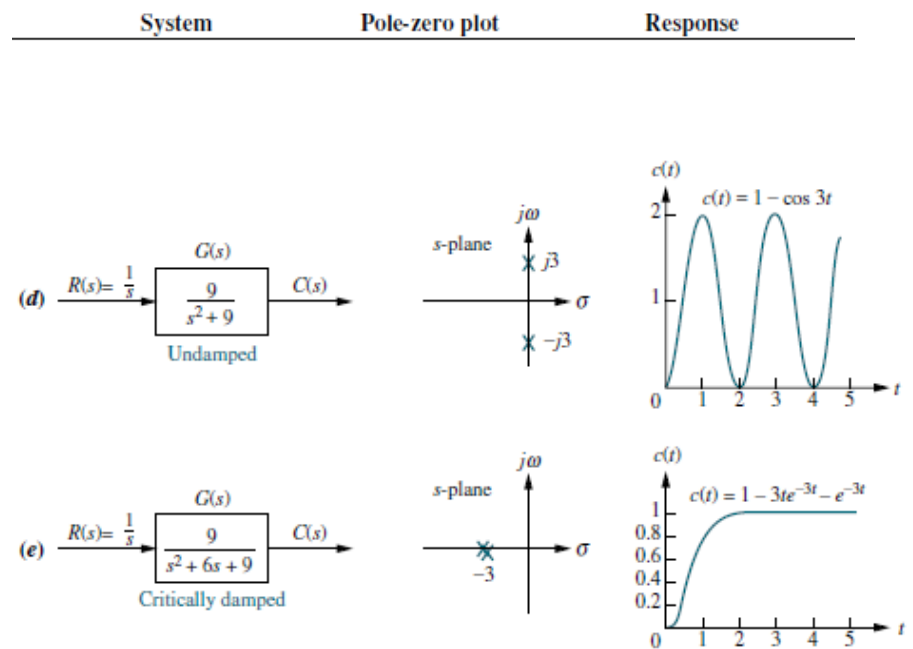 System Pole-zero plot Response
(d) R(s)= 1/s G(s) 9/(s² + 9) C(s)
Undamped
s-plane jω j3 σ −j3
c(t) c(t) = 1 − cos 3t
2
1
0 1 2 3 4 5 t
(e) R(s)= 1/s G(s) 9/(s² + 6s + 9) C(s)
Critically damped
s-plane jω σ −3
c(t) c(t) = 1 − 3te⁻³ᵗ − e⁻³ᵗ
1
0.8
0.6
0.4
0.2
0 1 2 3 4 5 t